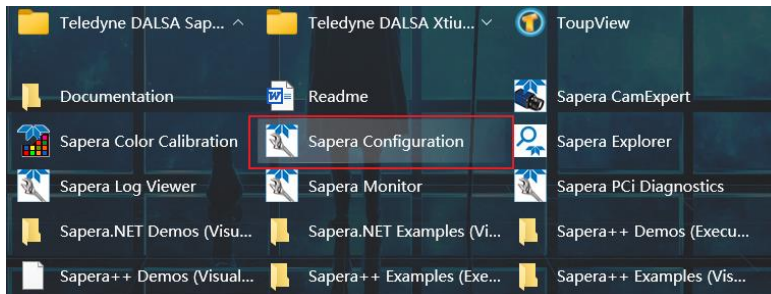 Teledyne DALSA Sap... Teledyne DALSA Xtiu... ToupView
Documentation Readme Sapera CamExpert
Sapera Color Calibration Sapera Configuration Sapera Explorer
Sapera Log Viewer Sapera Monitor Sapera PCi Diagnostics
Sapera.NET Demos (Visu... Sapera.NET Examples (Vi... Sapera++ Demos (Execu...
Sapera++ Demos (Visual... Sapera++ Examples (Exe... Sapera++ Examples (Vis...